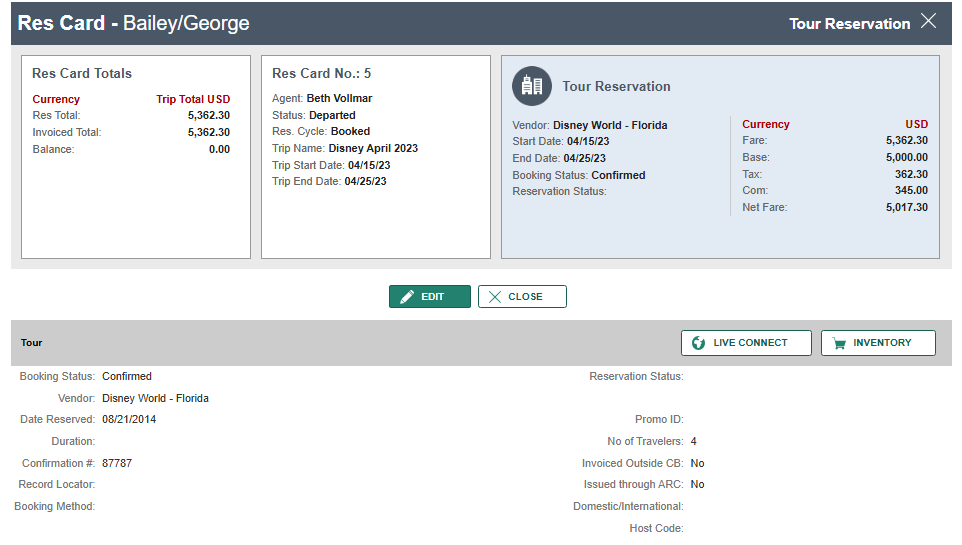 Res Card - Bailey/George
Tour Reservation
Res Card Totals
Currency Trip Total USD
Res Total: 5,362.30
Invoiced Total: 5,362.30
Balance: 0.00
Res Card No.: 5
Agent: Beth Vollmar
Status: Departed
Res. Cycle: Booked
Trip Name: Disney April 2023
Trip Start Date: 04/15/23
Trip End Date: 04/25/23
Tour Reservation
Vendor: Disney World - Florida
Start Date: 04/15/23
End Date: 04/25/23
Booking Status: Confirmed
Reservation Status:
Currency USD
Fare: 5,362.30
Base: 5,000.00
Tax: 362.30
Com: 345.00
Net Fare: 5,017.30
EDIT
CLOSE
Tour
LIVE CONNECT
INVENTORY
Booking Status: Confirmed
Vendor: Disney World - Florida
Date Reserved: 08/21/2014
Duration:
Confirmation #: 87787
Record Locator:
Booking Method:
Reservation Status:
Promo ID:
No of Travelers: 4
Invoiced Outside CB: No
Issued through ARC: No
Domestic/International:
Host Code: